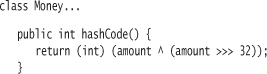 class Money...
public int hashCode() {
return (int) (amount ^ (amount >>> 32));
}